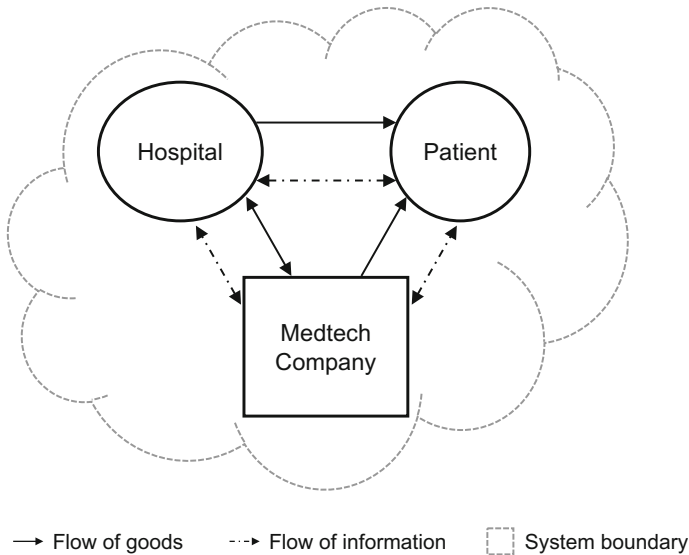 Hospital
Patient
Medtech
Company
Flow of goods
Flow of information
System boundary